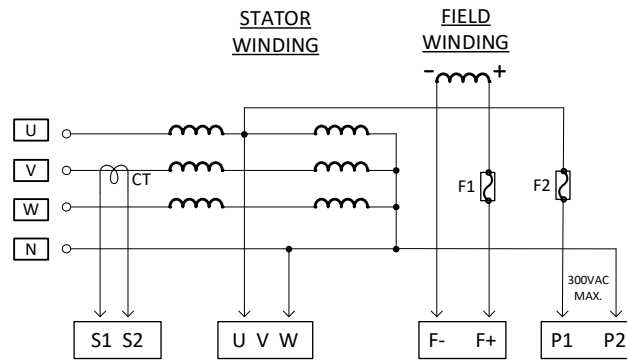 STATOR
WINDING
FIELD
WINDING
- +
U
V
CT
W
N
F1
F2
300VAC
MAX.
S1 S2
U V W
F- F+
P1 P2